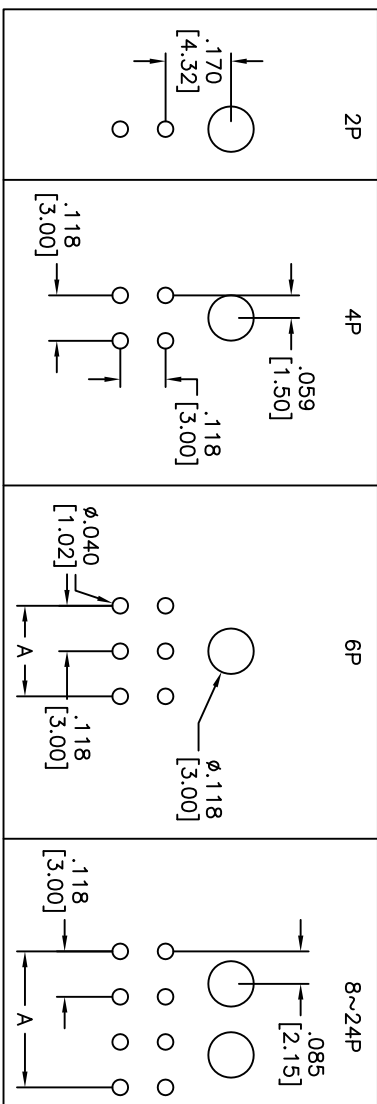 2P
.170
[4.32]
4P
.059
[1.50]
.118
[3.00]
.118
[3.00]
6P
ø.118
[3.00]
ø.040
[1.02]
A
.118
[3.00]
8~24P
.085
[2.15]
.118
[3.00]
A